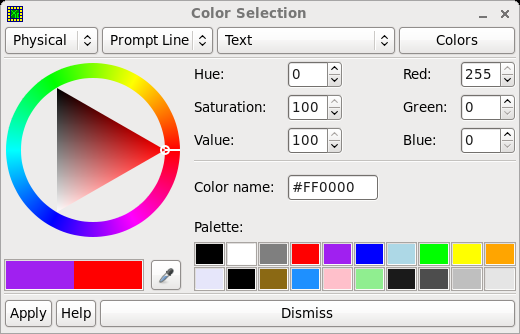 Color Selection
Physical Prompt Line Text Colors
Hue: 0 Red: 255
Saturation: 100 Green: 0
Value: 100 Blue: 0
Color name: #FF0000
Palette:
Apply Help Dismiss